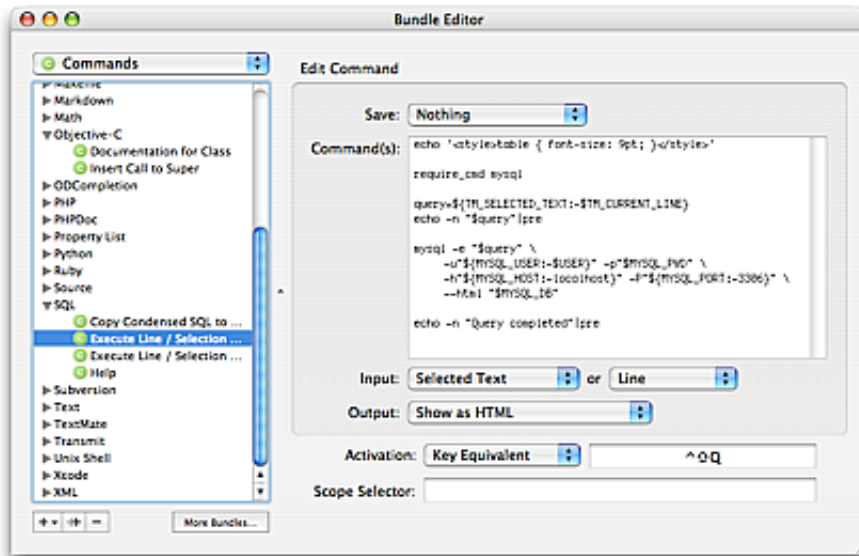 Bundle Editor
Commands
Makefile
Markdown
Math
Objective-C
Documentation for Class
Insert Call to Super
ODCompletion
PHP
PHPDoc
Property List
Python
Ruby
Source
SQL
Copy Condensed SQL to ...
Execute Line / Selection ...
Execute Line / Selection ...
Help
Subversion
Text
TextMate
Transmit
Unix Shell
Xcode
XML
More Bundles...
Edit Command
Save: Nothing
Command(s):
echo '<style>table { font-size: 9pt; }</style>'
require_cmd mysql
query=${TM_SELECTED_TEXT:-$TM_CURRENT_LINE}
echo -n "$query"|pre
mysql -e "$query" \
-u"${MYSQL_USER:-$USER}" -p"$MYSQL_PWD" \
-h"${MYSQL_HOST:-localhost}" -P"${MYSQL_PORT:-3306}" \
--html "$MYSQL_DB"
echo -n "Query completed"|pre
Input: Selected Text or Line
Output: Show as HTML
Activation: Key Equivalent ^⇧Q
Scope Selector: